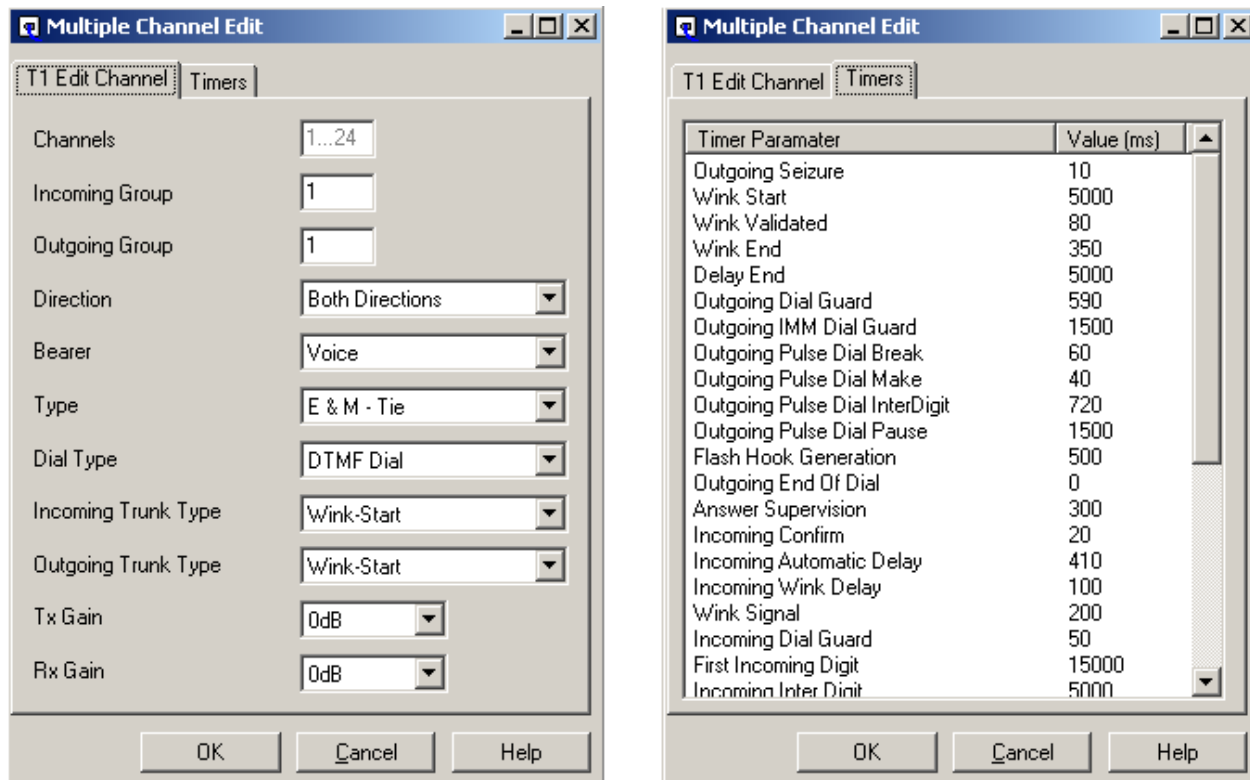 Multiple Channel Edit
T1 Edit Channel Timers
Channels 1...24
Incoming Group 1
Outgoing Group 1
Direction Both Directions
Bearer Voice
Type E & M - Tie
Dial Type DTMF Dial
Incoming Trunk Type Wink-Start
Outgoing Trunk Type Wink-Start
Tx Gain 0dB
Rx Gain 0dB
OK Cancel Help
Multiple Channel Edit
T1 Edit Channel Timers
Timer Paramater Value (ms)
Outgoing Seizure 10
Wink Start 5000
Wink Validated 80
Wink End 350
Delay End 5000
Outgoing Dial Guard 590
Outgoing IMM Dial Guard 1500
Outgoing Pulse Dial Break 60
Outgoing Pulse Dial Make 40
Outgoing Pulse Dial InterDigit 720
Outgoing Pulse Dial Pause 1500
Flash Hook Generation 500
Outgoing End Of Dial 0
Answer Supervision 300
Incoming Confirm 20
Incoming Automatic Delay 410
Incoming Wink Delay 100
Wink Signal 200
Incoming Dial Guard 50
First Incoming Digit 15000
Incoming Inter Digit 5000
OK Cancel Help